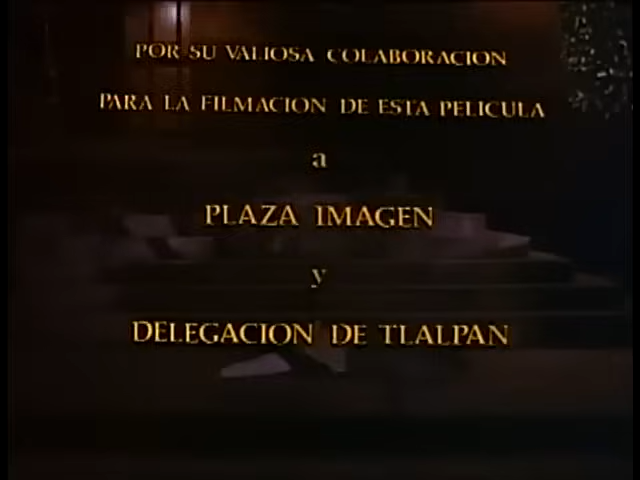 POR SU VALIOSA COLABORACION
PARA LA FILMACION DE ESTA PELICULA
a
PLAZA IMAGEN
y
DELEGACION DE TLALPAN